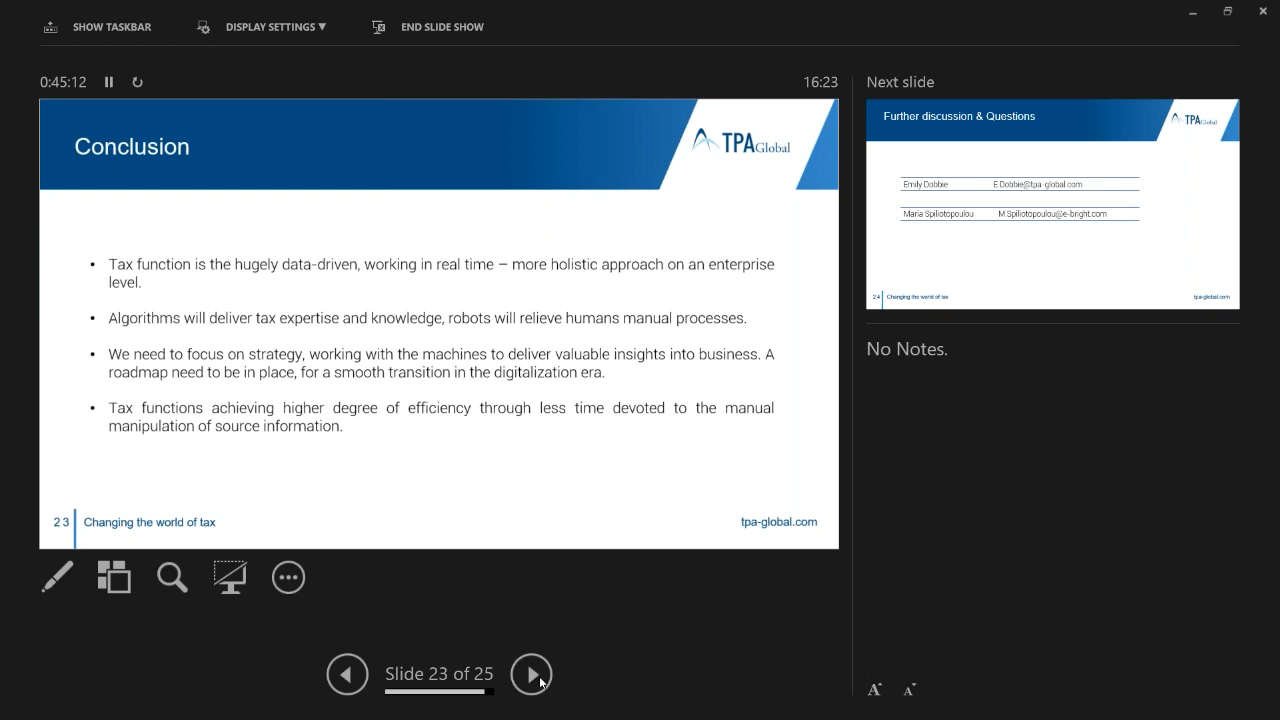 SHOW TASKBAR
DISPLAY SETTINGS ▼
END SLIDE SHOW
0:45:12
16:23
Next slide
Conclusion
TPA Global
Tax function is the hugely data-driven, working in real time – more holistic approach on an enterprise
level.
Algorithms will deliver tax expertise and knowledge, robots will relieve humans manual processes.
We need to focus on strategy, working with the machines to deliver valuable insights into business. A
roadmap need to be in place, for a smooth transition in the digitalization era.
Tax functions achieving higher degree of efficiency through less time devoted to the manual
manipulation of source information.
23
Changing the world of tax
tpa-global.com
Further discussion & Questions
TPA Global
Emily Dobbie E.Dobbie@tpa-global.com
Maria Spiliotopoulou M.Spiliotopoulou@e-bright.com
24
Changing the world of tax
tpa-global.com
No Notes.
Slide 23 of 25
A A